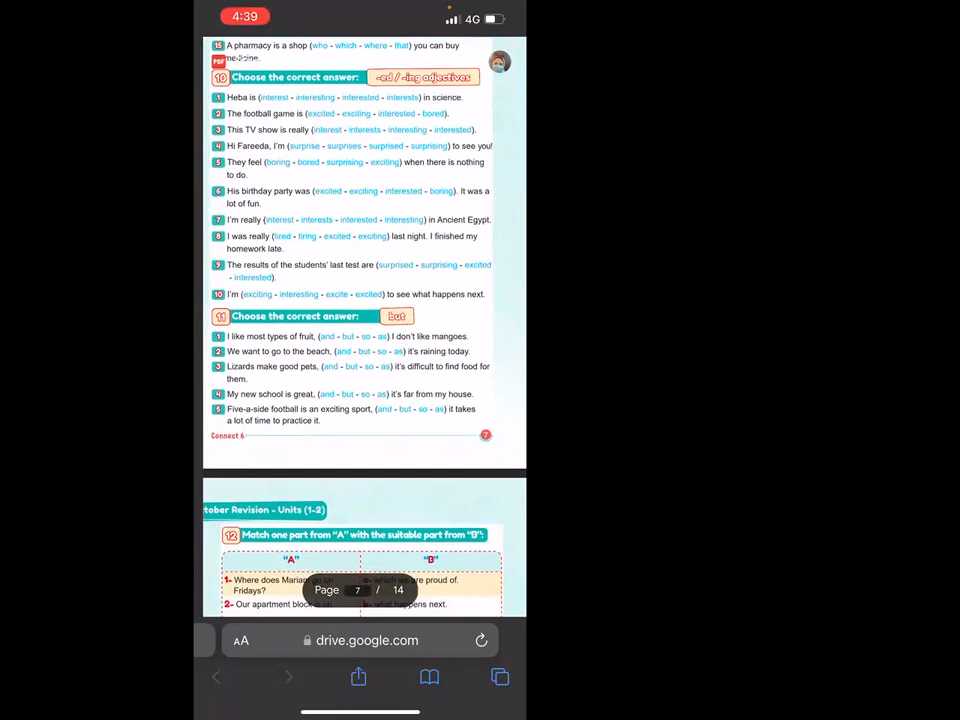 4:39
4G
15 A pharmacy is a shop (who - which - where - that) you can buy
medicine.
PDF
10 Choose the correct answer: -ed / -ing adjectives
1 Heba is (interest - interesting - interested - interests) in science.
2 The football game is (excited - exciting - interested - bored).
3 This TV show is really (interest - interests - interesting - interested).
4 Hi Fareeda, I'm (surprise - surprises - surprised - surprising) to see you!
5 They feel (boring - bored - surprising - exciting) when there is nothing
to do.
6 His birthday party was (excited - exciting - interested - boring). It was a
lot of fun.
7 I'm really (interest - interests - interested - interesting) in Ancient Egypt.
8 I was really (tired - tiring - excited - exciting) last night. I finished my
homework late.
9 The results of the students' last test are (surprised - surprising - excited
- interested).
10 I'm (exciting - interesting - excite - excited) to see what happens next.
11 Choose the correct answer: but
1 I like most types of fruit, (and - but - so - as) I don't like mangoes.
2 We want to go to the beach, (and - but - so - as) it's raining today.
3 Lizards make good pets, (and - but - so - as) it's difficult to find food for
them.
4 My new school is great, (and - but - so - as) it's far from my house.
5 Five-a-side football is an exciting sport, (and - but - so - as) it takes
a lot of time to practice it.
Connect 6 7
tober Revision - Units (1-2)
12 Match one part from "A" with the suitable part from "B":
"A" "B"
1- Where does Mariam go on which we are proud of.
Fridays?
2- Our apartment block is what happens next.
Page 7 / 14
AA drive.google.com